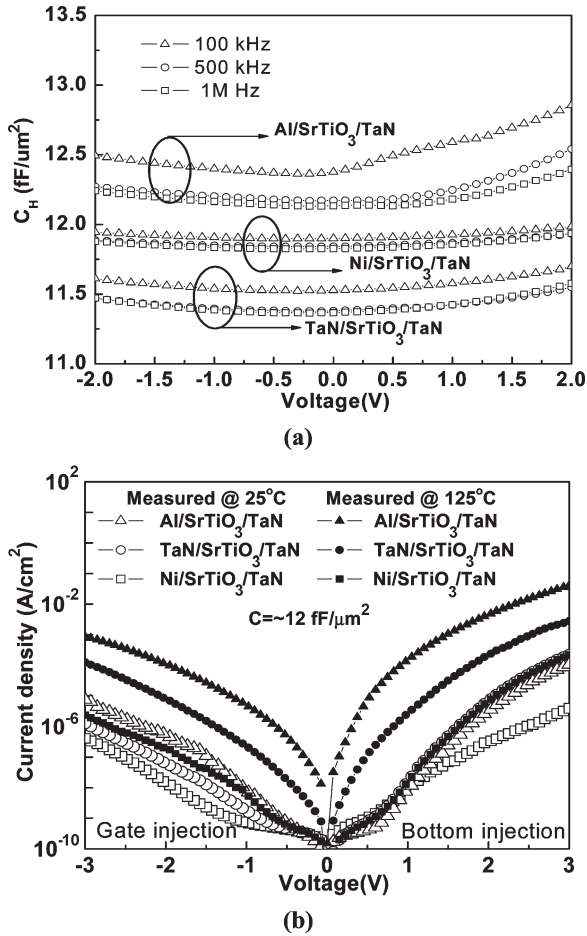 13.5
13.0
12.5
12.0
11.5
11.0
C_H (fF/um²)
100 kHz
500 kHz
1M Hz
Al/SrTiO₃/TaN
Ni/SrTiO₃/TaN
TaN/SrTiO₃/TaN
-2.0 -1.5 -1.0 -0.5 0.0 0.5 1.0 1.5 2.0
Voltage(V)
(a)
10²
10⁻²
10⁻⁶
10⁻¹⁰
Current density (A/cm²)
Measured @ 25°C Measured @ 125°C
Al/SrTiO₃/TaN Al/SrTiO₃/TaN
TaN/SrTiO₃/TaN TaN/SrTiO₃/TaN
Ni/SrTiO₃/TaN Ni/SrTiO₃/TaN
C=~12 fF/μm²
Gate injection Bottom injection
-3 -2 -1 0 1 2 3
Voltage(V)
(b)